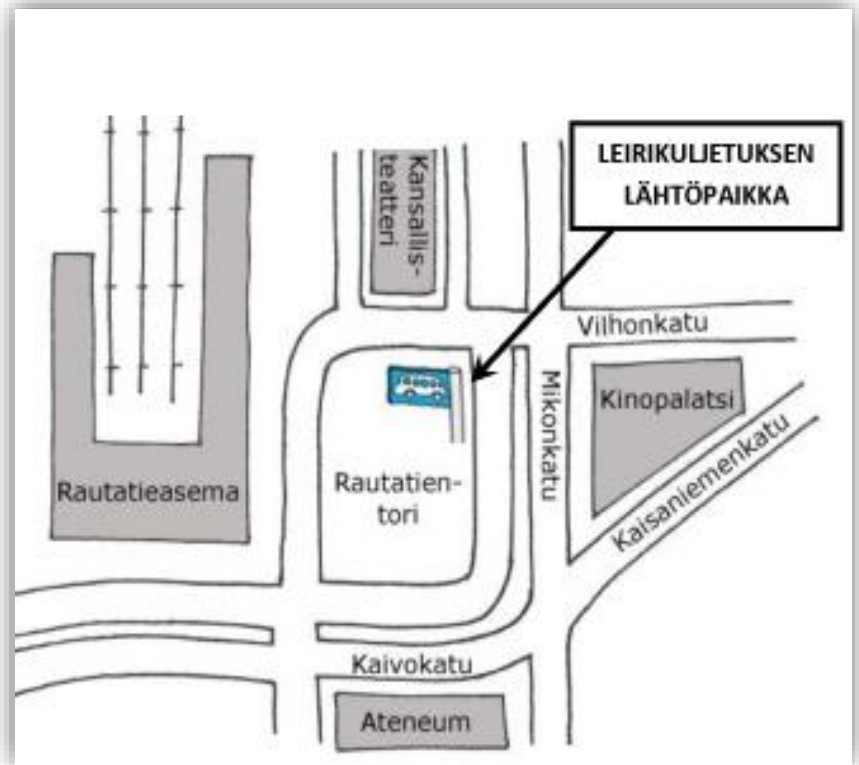 LEIRIKULJETUKSEN
LÄHTÖPAIKKA
Kansallis-
teatteri
Vilhonkatu
Mikonkatu
Kinopalatsi
Kaisaniemenkatu
Rautatieasema
Rautatien-
tori
Kaivokatu
Ateneum